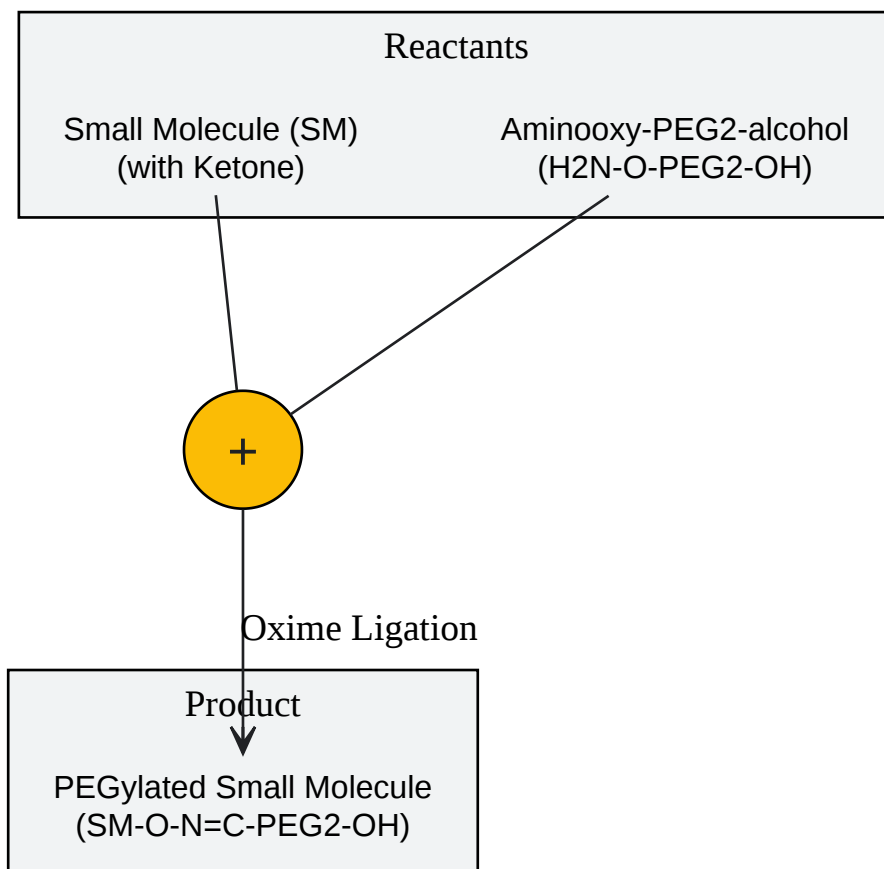 Reactants
Small Molecule (SM)
(with Ketone)
Aminooxy-PEG2-alcohol
(H2N-O-PEG2-OH)
+
Oxime Ligation
Product
PEGylated Small Molecule
(SM-O-N=C-PEG2-OH)